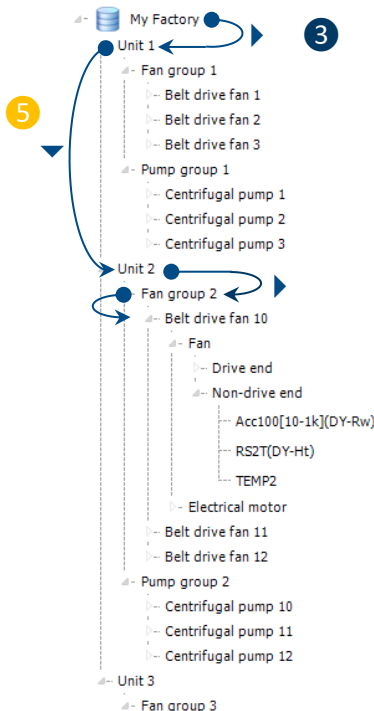 My Factory
3
Unit 1
Fan group 1
Belt drive fan 1
5
Belt drive fan 2
Belt drive fan 3
Pump group 1
Centrifugal pump 1
Centrifugal pump 2
Centrifugal pump 3
Unit 2
Fan group 2
Belt drive fan 10
Fan
Drive end
Non-drive end
Acc100[10-1k](DY-Rw)
RS2T(DY-Ht)
TEMP2
Electrical motor
Belt drive fan 11
Belt drive fan 12
Pump group 2
Centrifugal pump 10
Centrifugal pump 11
Centrifugal pump 12
Unit 3
Fan group 3